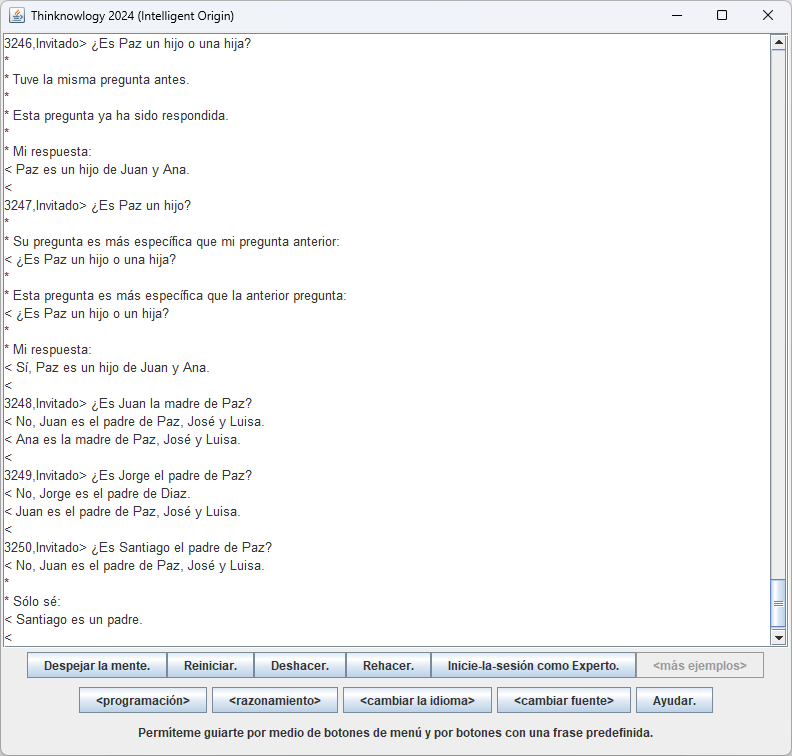 Thinknowlogy 2024 (Intelligent Origin)
3246,Invitado> ¿Es Paz un hijo o una hija?
*
* Tuve la misma pregunta antes.
*
* Esta pregunta ya ha sido respondida.
*
* Mi respuesta:
< Paz es un hijo de Juan y Ana.
<
3247,Invitado> ¿Es Paz un hijo?
*
* Su pregunta es más específica que mi pregunta anterior:
< ¿Es Paz un hijo o una hija?
*
* Esta pregunta es más específica que la anterior pregunta:
< ¿Es Paz un hijo o un hija?
*
* Mi respuesta:
< Sí, Paz es un hijo de Juan y Ana.
<
3248,Invitado> ¿Es Juan la madre de Paz?
< No, Juan es el padre de Paz, José y Luisa.
< Ana es la madre de Paz, José y Luisa.
<
3249,Invitado> ¿Es Jorge el padre de Paz?
< No, Jorge es el padre de Diaz.
< Juan es el padre de Paz, José y Luisa.
<
3250,Invitado> ¿Es Santiago el padre de Paz?
< No, Juan es el padre de Paz, José y Luisa.
*
* Sólo sé:
< Santiago es un padre.
<
Despejar la mente. Reiniciar. Deshacer. Rehacer. Inicie-la-sesión como Experto. <más ejemplos>
<programación> <razonamiento> <cambiar la idioma> <cambiar fuente> Ayudar.
Permíteme guiarte por medio de botones de menú y por botones con una frase predefinida.